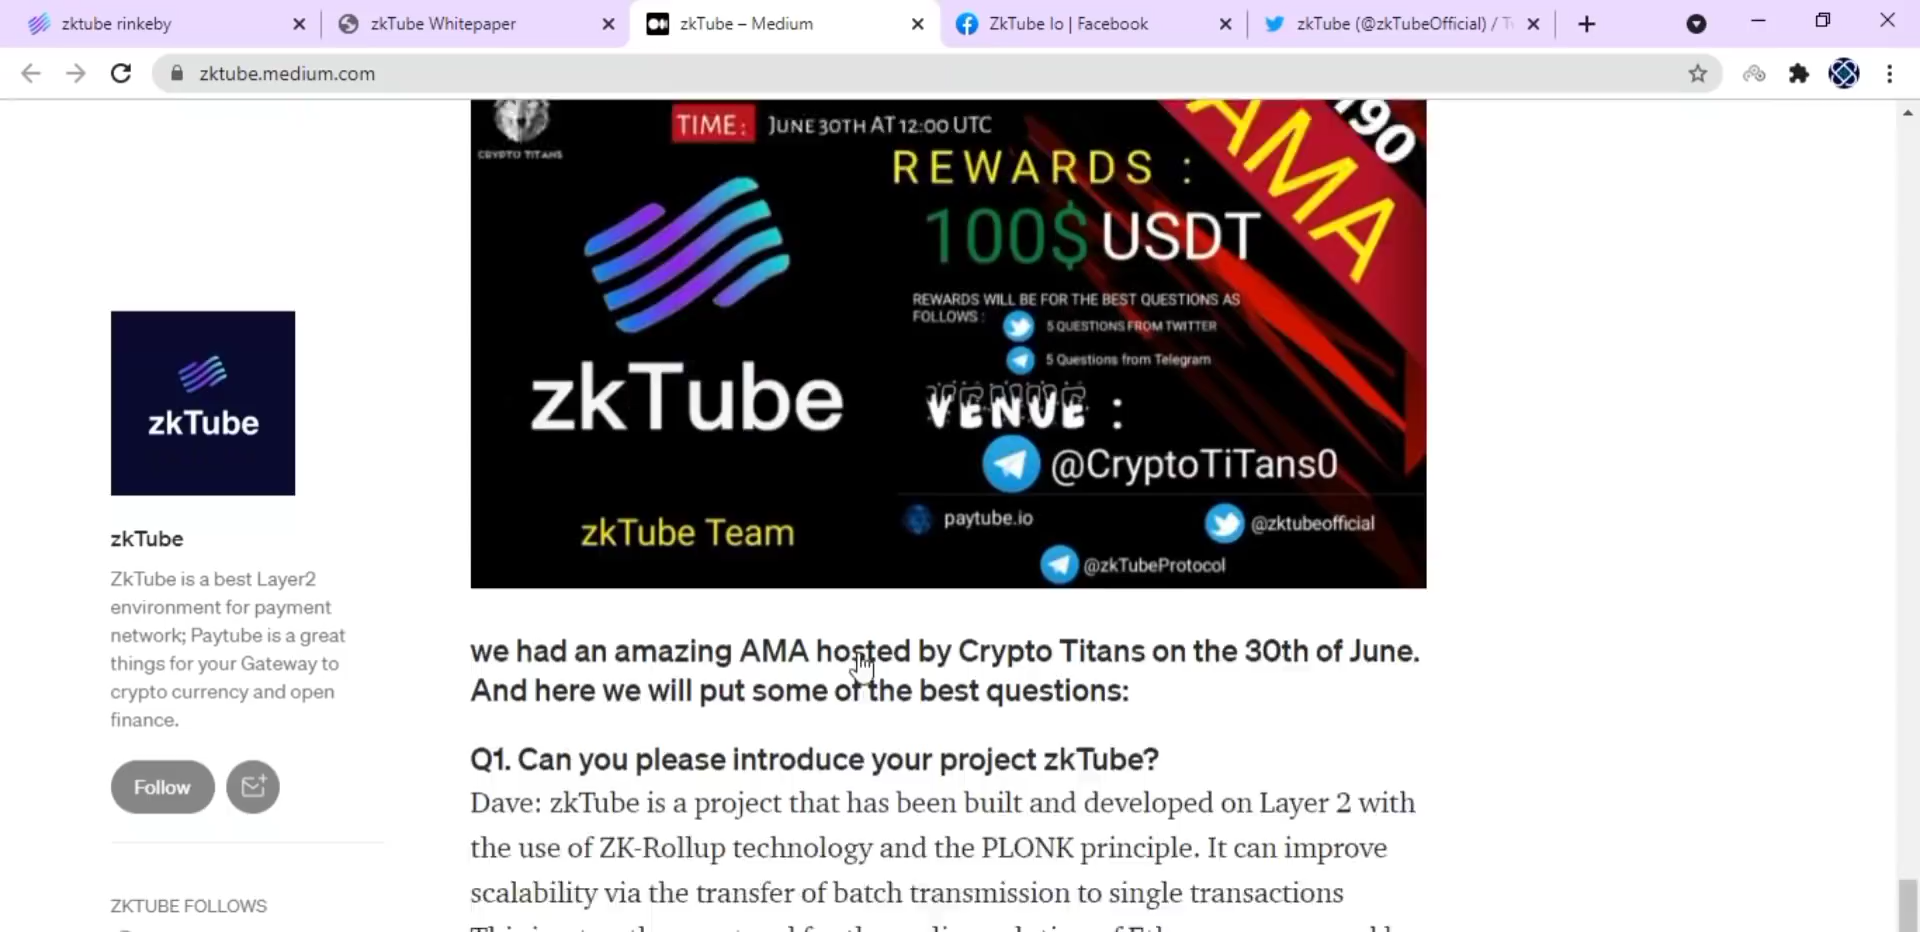 zktube rinkeby
zkTube Whitepaper
zkTube – Medium
ZkTube Io | Facebook
zkTube (@zkTubeOfficial) / Tw
zktube.medium.com
CRYPTO TITANS
TIME: JUNE 30TH AT 12:00 UTC
190
AMA
REWARDS :
100$ USDT
REWARDS WILL BE FOR THE BEST QUESTIONS AS
FOLLOWS :
5 QUESTIONS FROM TWITTER
5 Questions from Telegram
zkTube
VENUE :
@CryptoTiTans0
zkTube Team
paytube.io
@zktubeofficial
@zkTubeProtocol
zkTube
zkTube
ZkTube is a best Layer2
environment for payment
network; Paytube is a great
things for your Gateway to
crypto currency and open
finance.
Follow
ZKTUBE FOLLOWS
we had an amazing AMA hosted by Crypto Titans on the 30th of June.
And here we will put some of the best questions:
Q1. Can you please introduce your project zkTube?
Dave: zkTube is a project that has been built and developed on Layer 2 with
the use of ZK-Rollup technology and the PLONK principle. It can improve
scalability via the transfer of batch transmission to single transactions